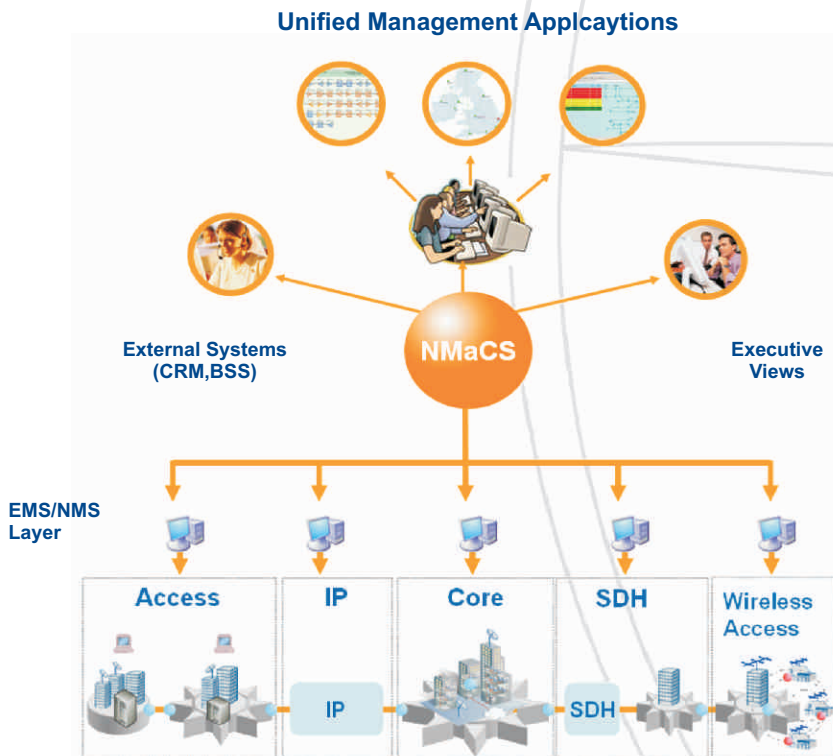 Unified Management Applcaytions
NMaCS
External Systems
(CRM,BSS)
Executive
Views
EMS/NMS
Layer
Access
IP
Core
SDH
Wireless
Access
IP
SDH